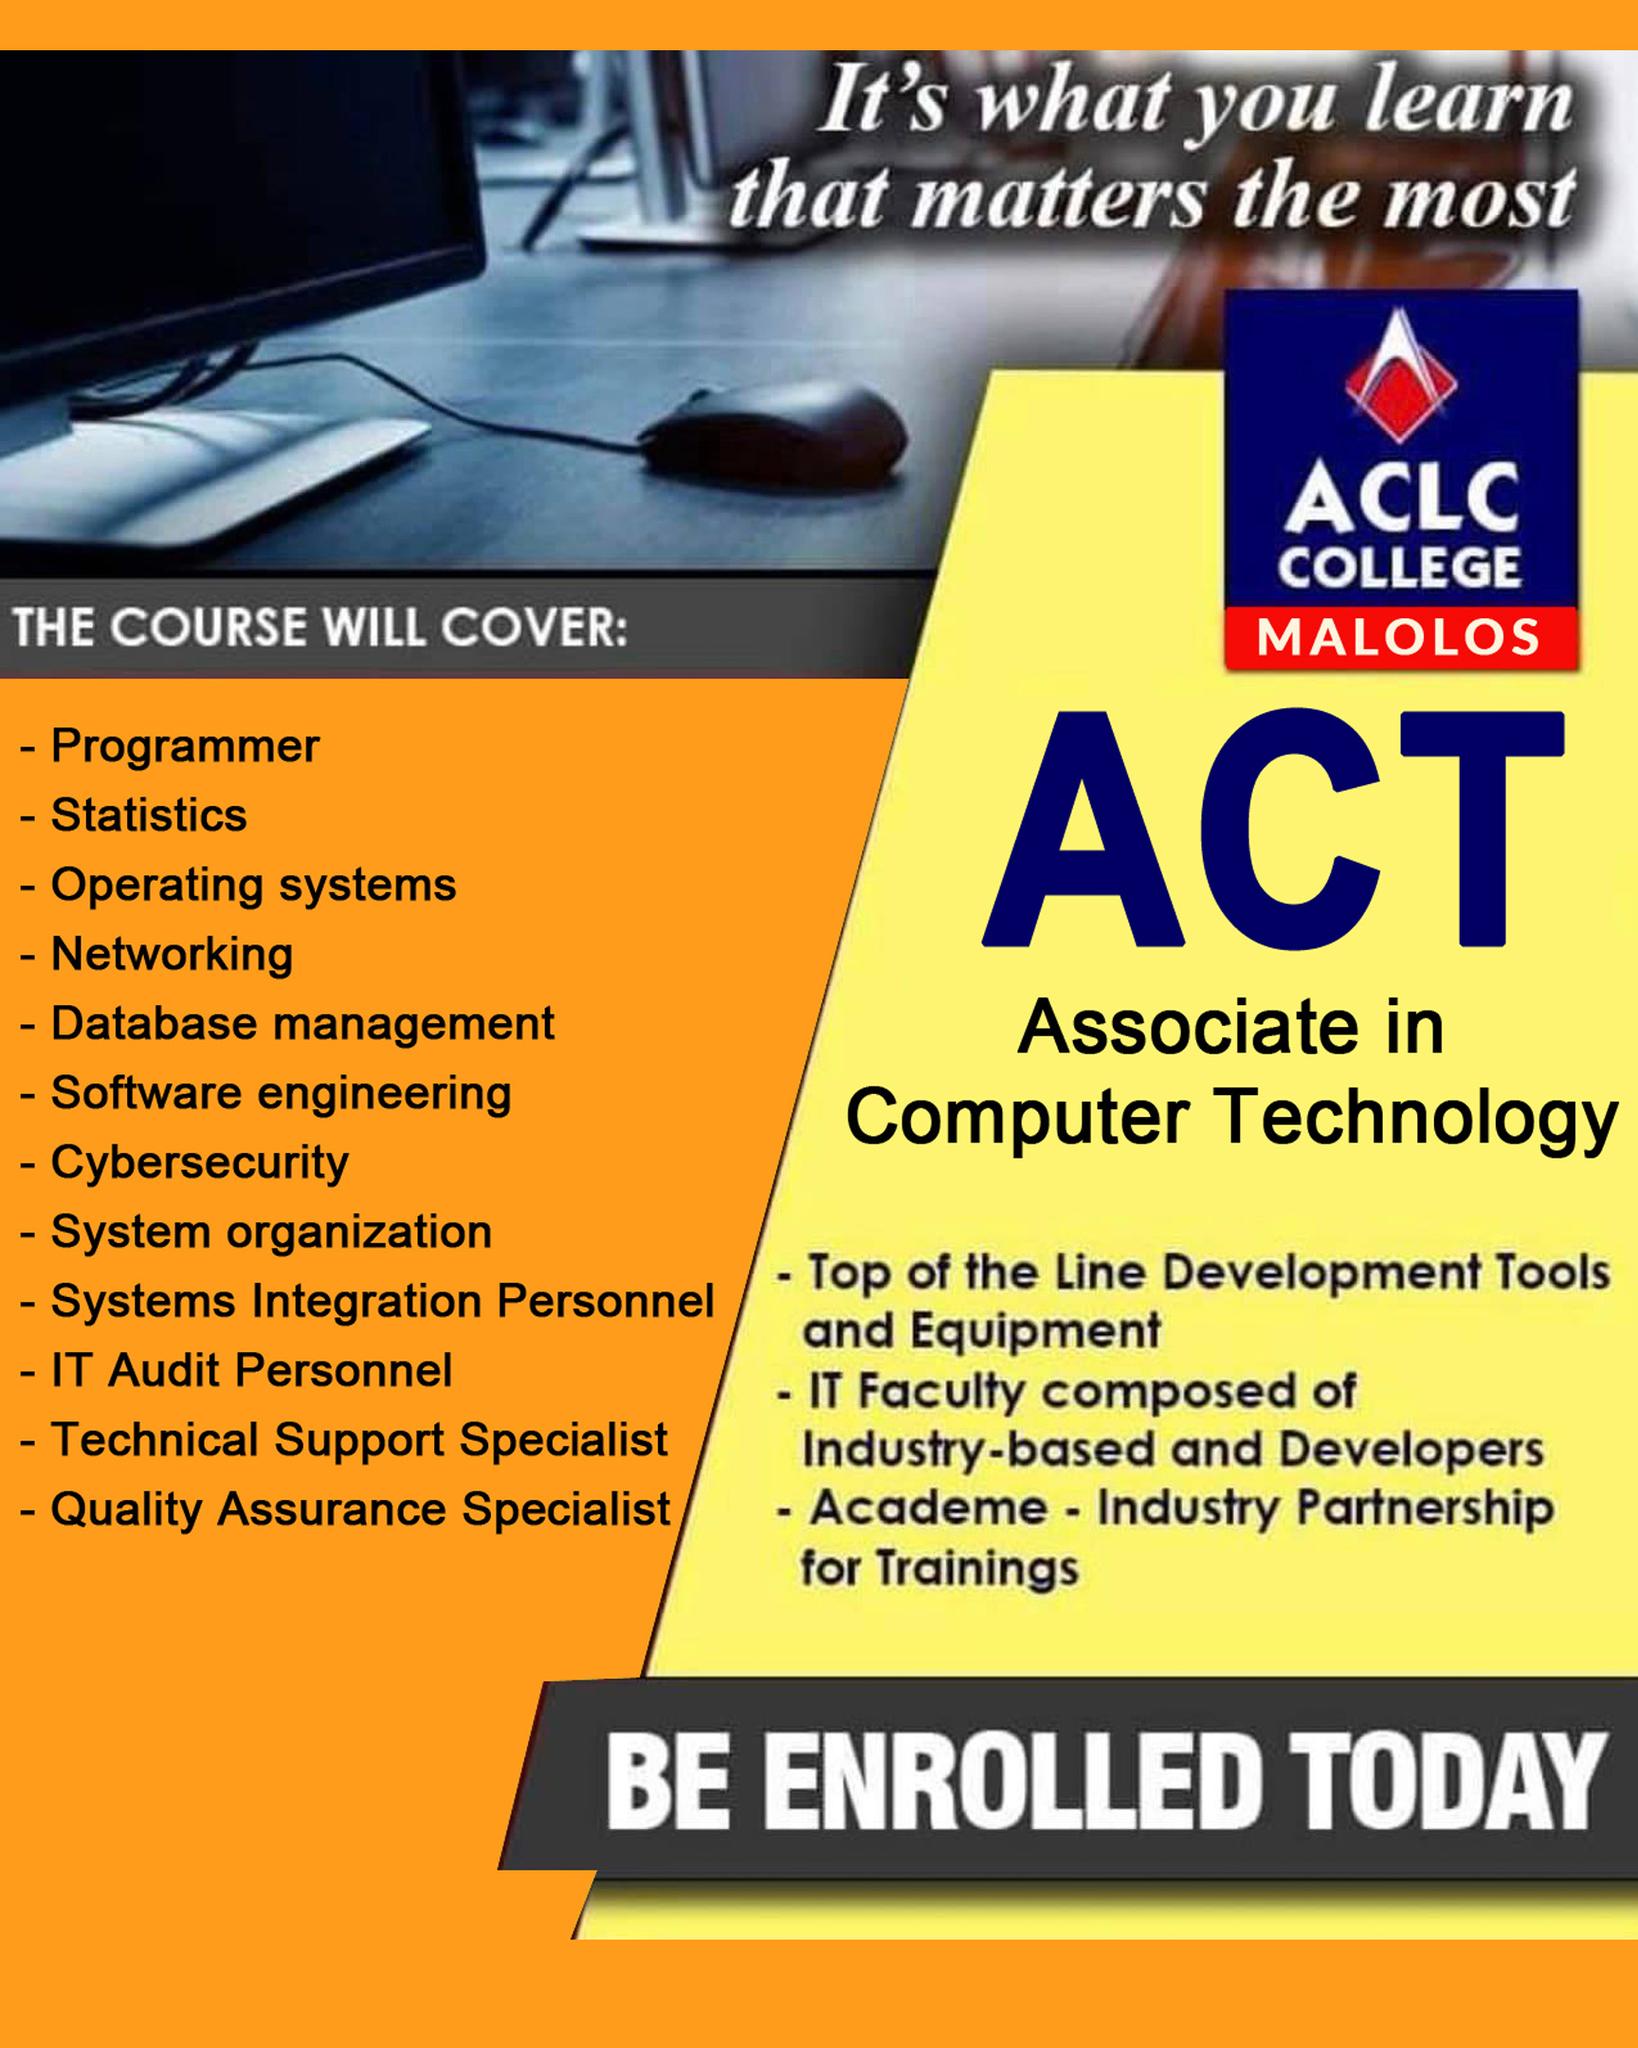 It's what you learn
that matters the most
ACLC
COLLEGE
MALOLOS
THE COURSE WILL COVER:
- Programmer
- Statistics
- Operating systems
- Networking
- Database management
- Software engineering
- Cybersecurity
- System organization
- Systems Integration Personnel
- IT Audit Personnel
- Technical Support Specialist
- Quality Assurance Specialist
ACT
Associate in
Computer Technology
- Top of the Line Development Tools
and Equipment
- IT Faculty composed of
Industry-based and Developers
- Academe - Industry Partnership
for Trainings
BE ENROLLED TODAY